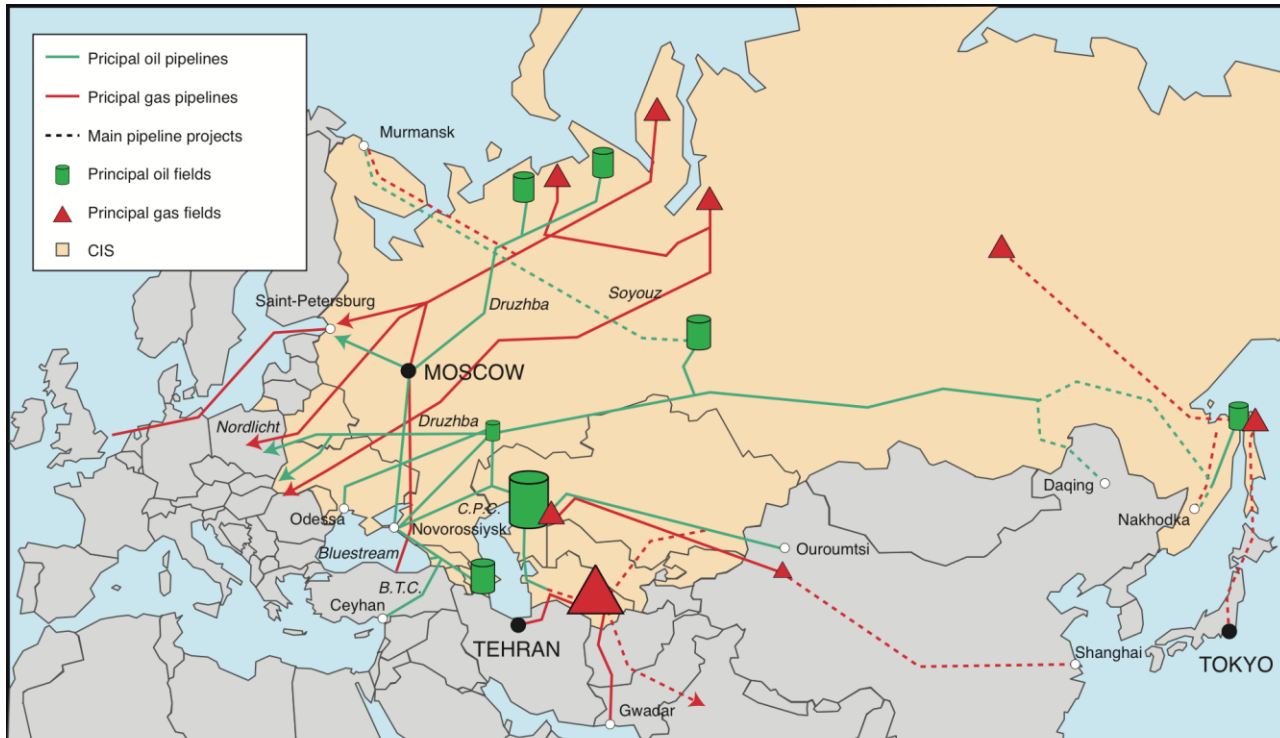 Pricipal oil pipelines
Pricipal gas pipelines
Main pipeline projects
Principal oil fields
Principal gas fields
CIS
Murmansk
Saint-Petersburg
Druzhba
Soyouz
MOSCOW
Nordlicht
Druzhba
Odessa
C.P.C.
Novorossiysk
Bluestream
B.T.C.
Ceyhan
TEHRAN
Gwadar
Ouroumtsi
Daqing
Nakhodka
Shanghai
TOKYO